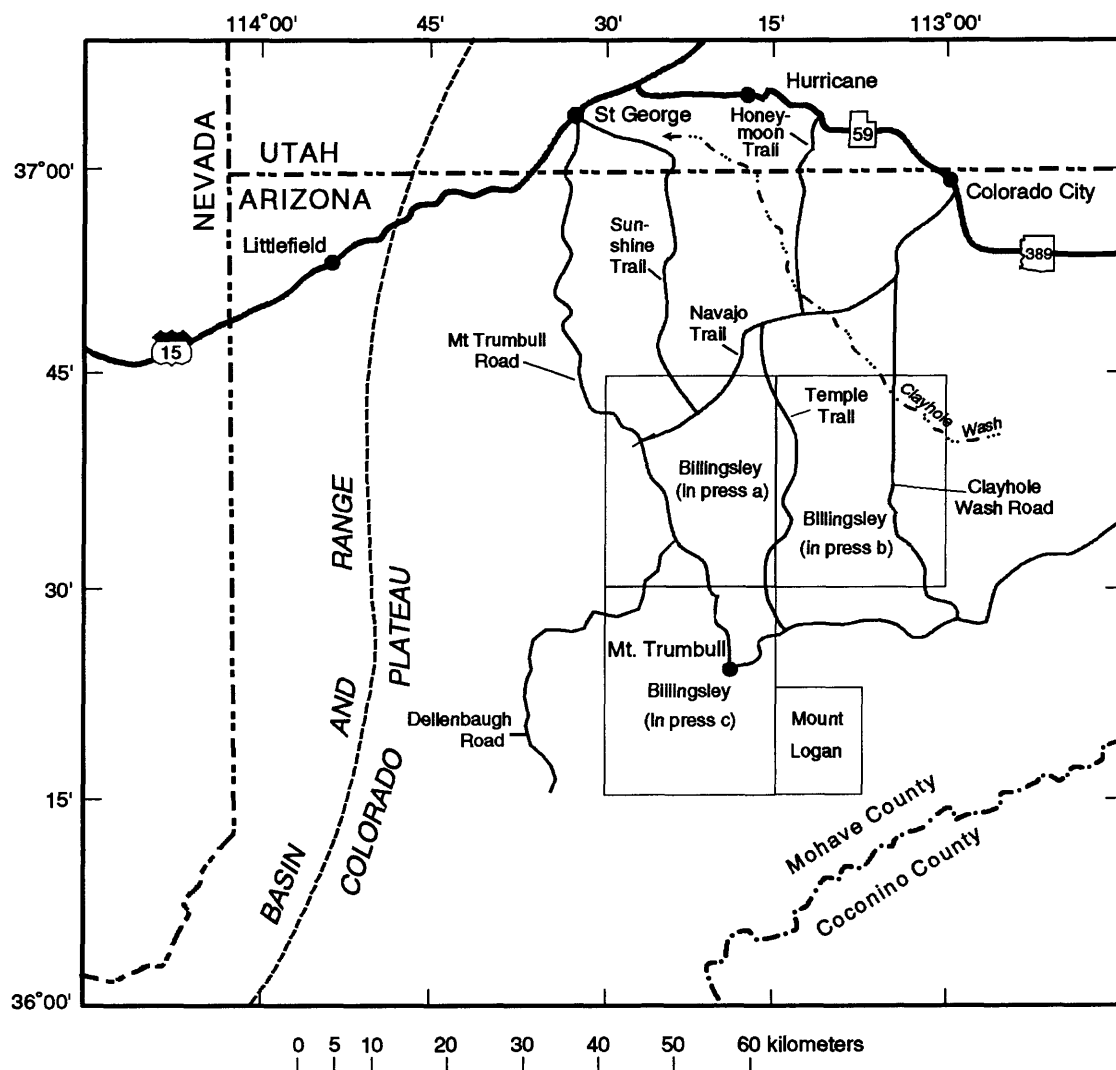 114°00' 45' 30' 15' 113°00'
Hurricane
St George
Honey-
moon
Trail
59
37°00'
NEVADA
UTAH
ARIZONA
Colorado City
Littlefield
Sun-
shine
Trail
389
Navajo
Trail
Mt Trumbull
Road
15
45'
Temple
Trail
Clayhole
Wash
Billingsley
(in press a)
Clayhole
Wash Road
Billingsley
(in press b)
30'
BASIN AND RANGE
COLORADO PLATEAU
Mt. Trumbull
Billingsley
(in press c)
Dellenbaugh
Road
Mount
Logan
15'
Mohave County
Coconino County
36°00'
0 5 10 20 30 40 50 60 kilometers